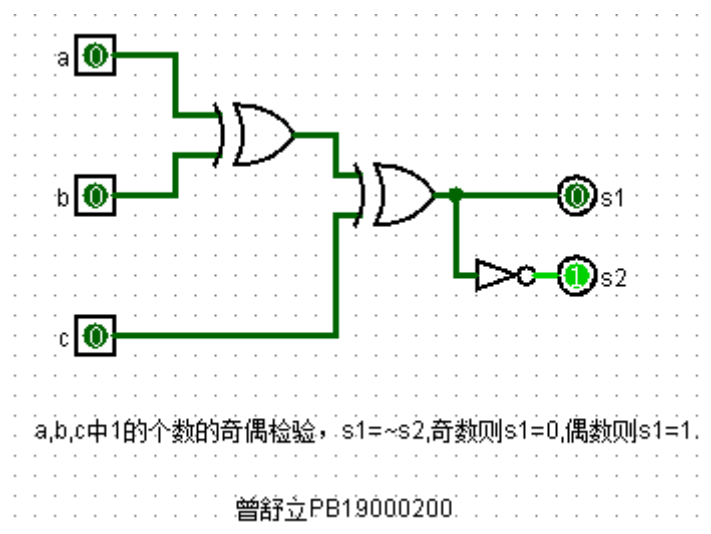 a 0
0 s1
b 0
1 s2
c 0
a,b,c中1的个数的奇偶检验，s1=~s2,奇数则s1=0,偶数则s1=1.
曾舒立PB19000200